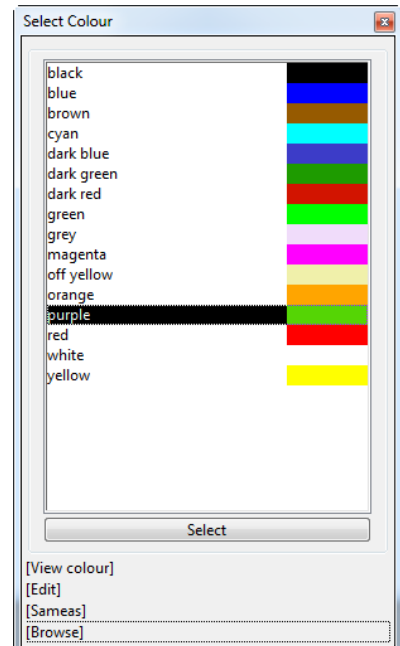 Select Colour
black
blue
brown
cyan
dark blue
dark green
dark red
green
grey
magenta
off yellow
orange
purple
red
white
yellow
Select
[View colour]
[Edit]
[Sameas]
[Browse]